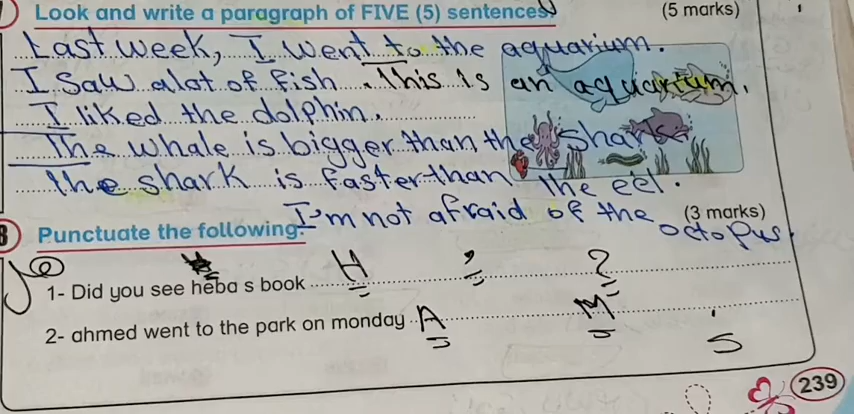 Look and write a paragraph of FIVE (5) sentences. (5 marks)
Last week, I went to the aquarium.
I saw alot of fish. This is an aquarium.
I liked the dolphin.
The whale is bigger than the shark
the shark is faster than the eel.
I'm not afraid of the octopus.
(3 marks)
Punctuate the following:
1- Did you see heba s book H ' ?
2- ahmed went to the park on monday A M .
5
239